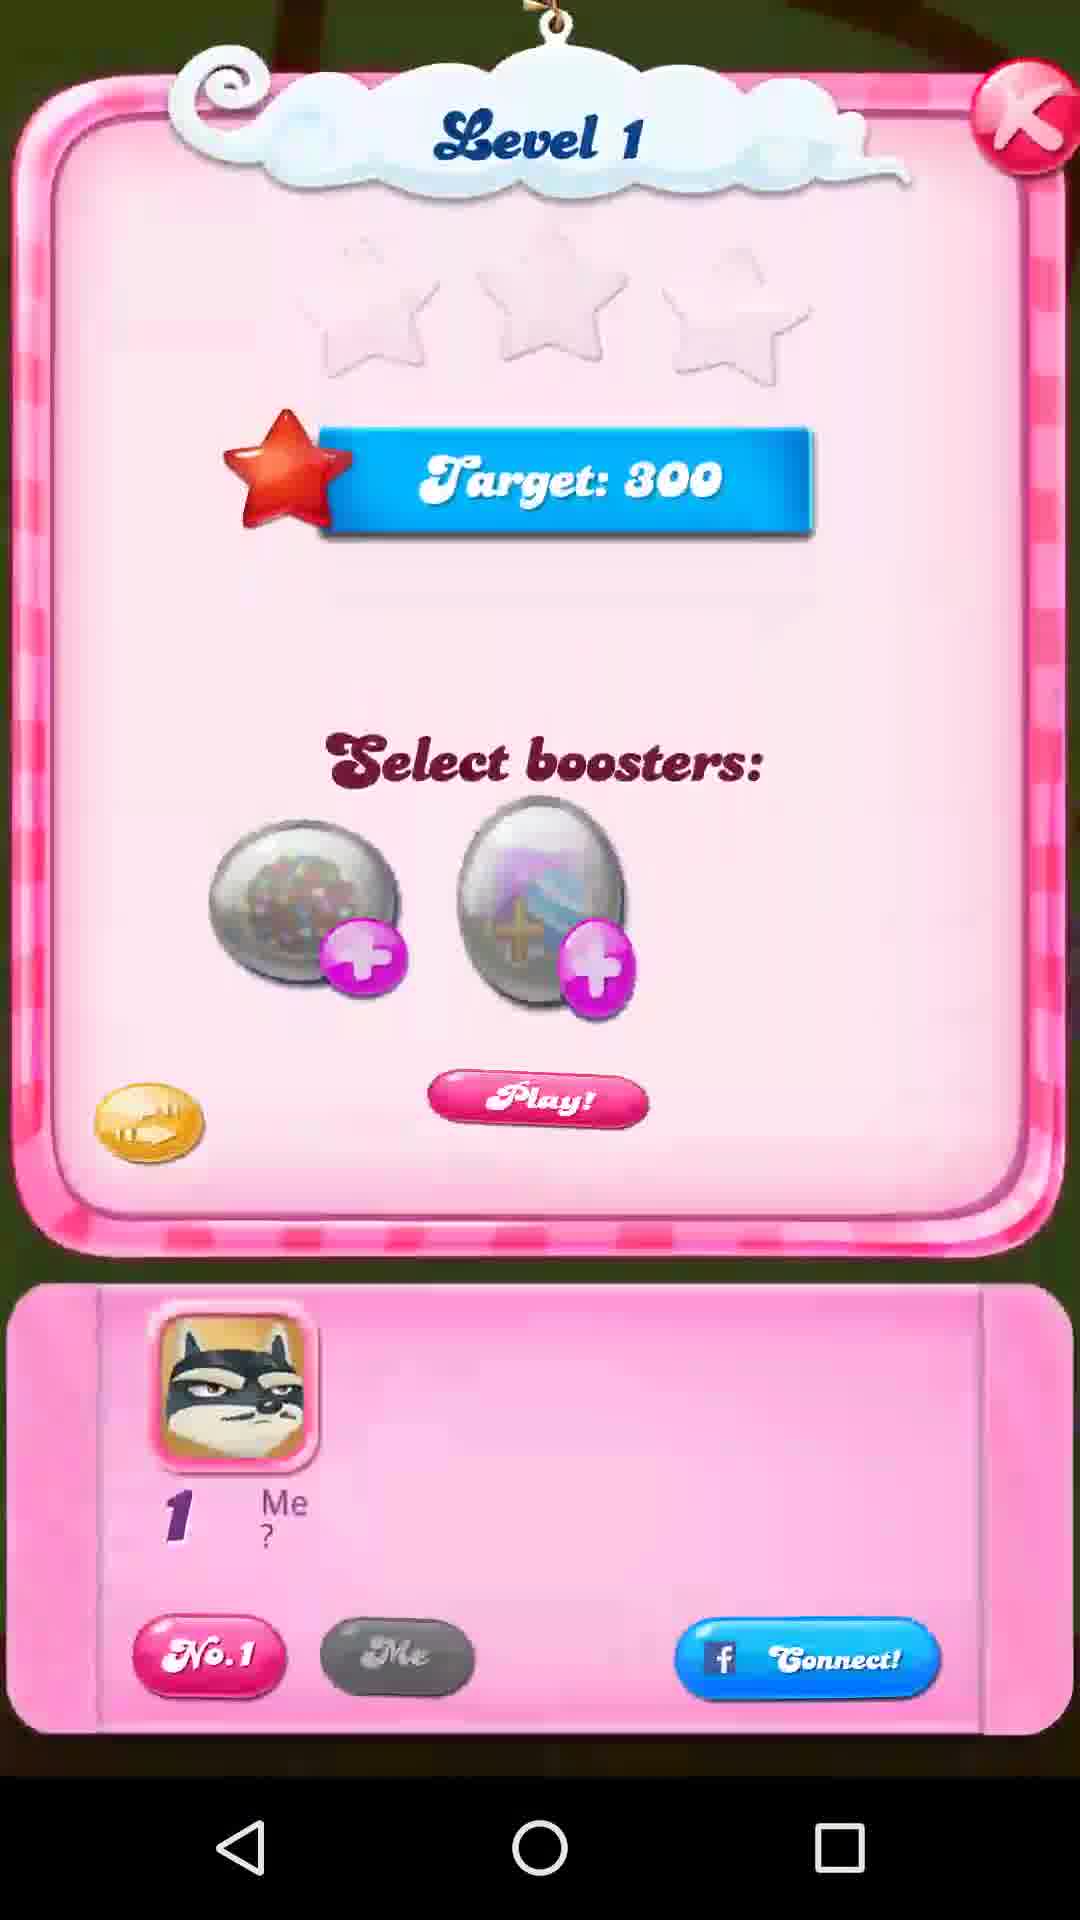 Level 1
Target: 300
Select boosters:
Play!
1 Me
?
No.1 Me f Connect!